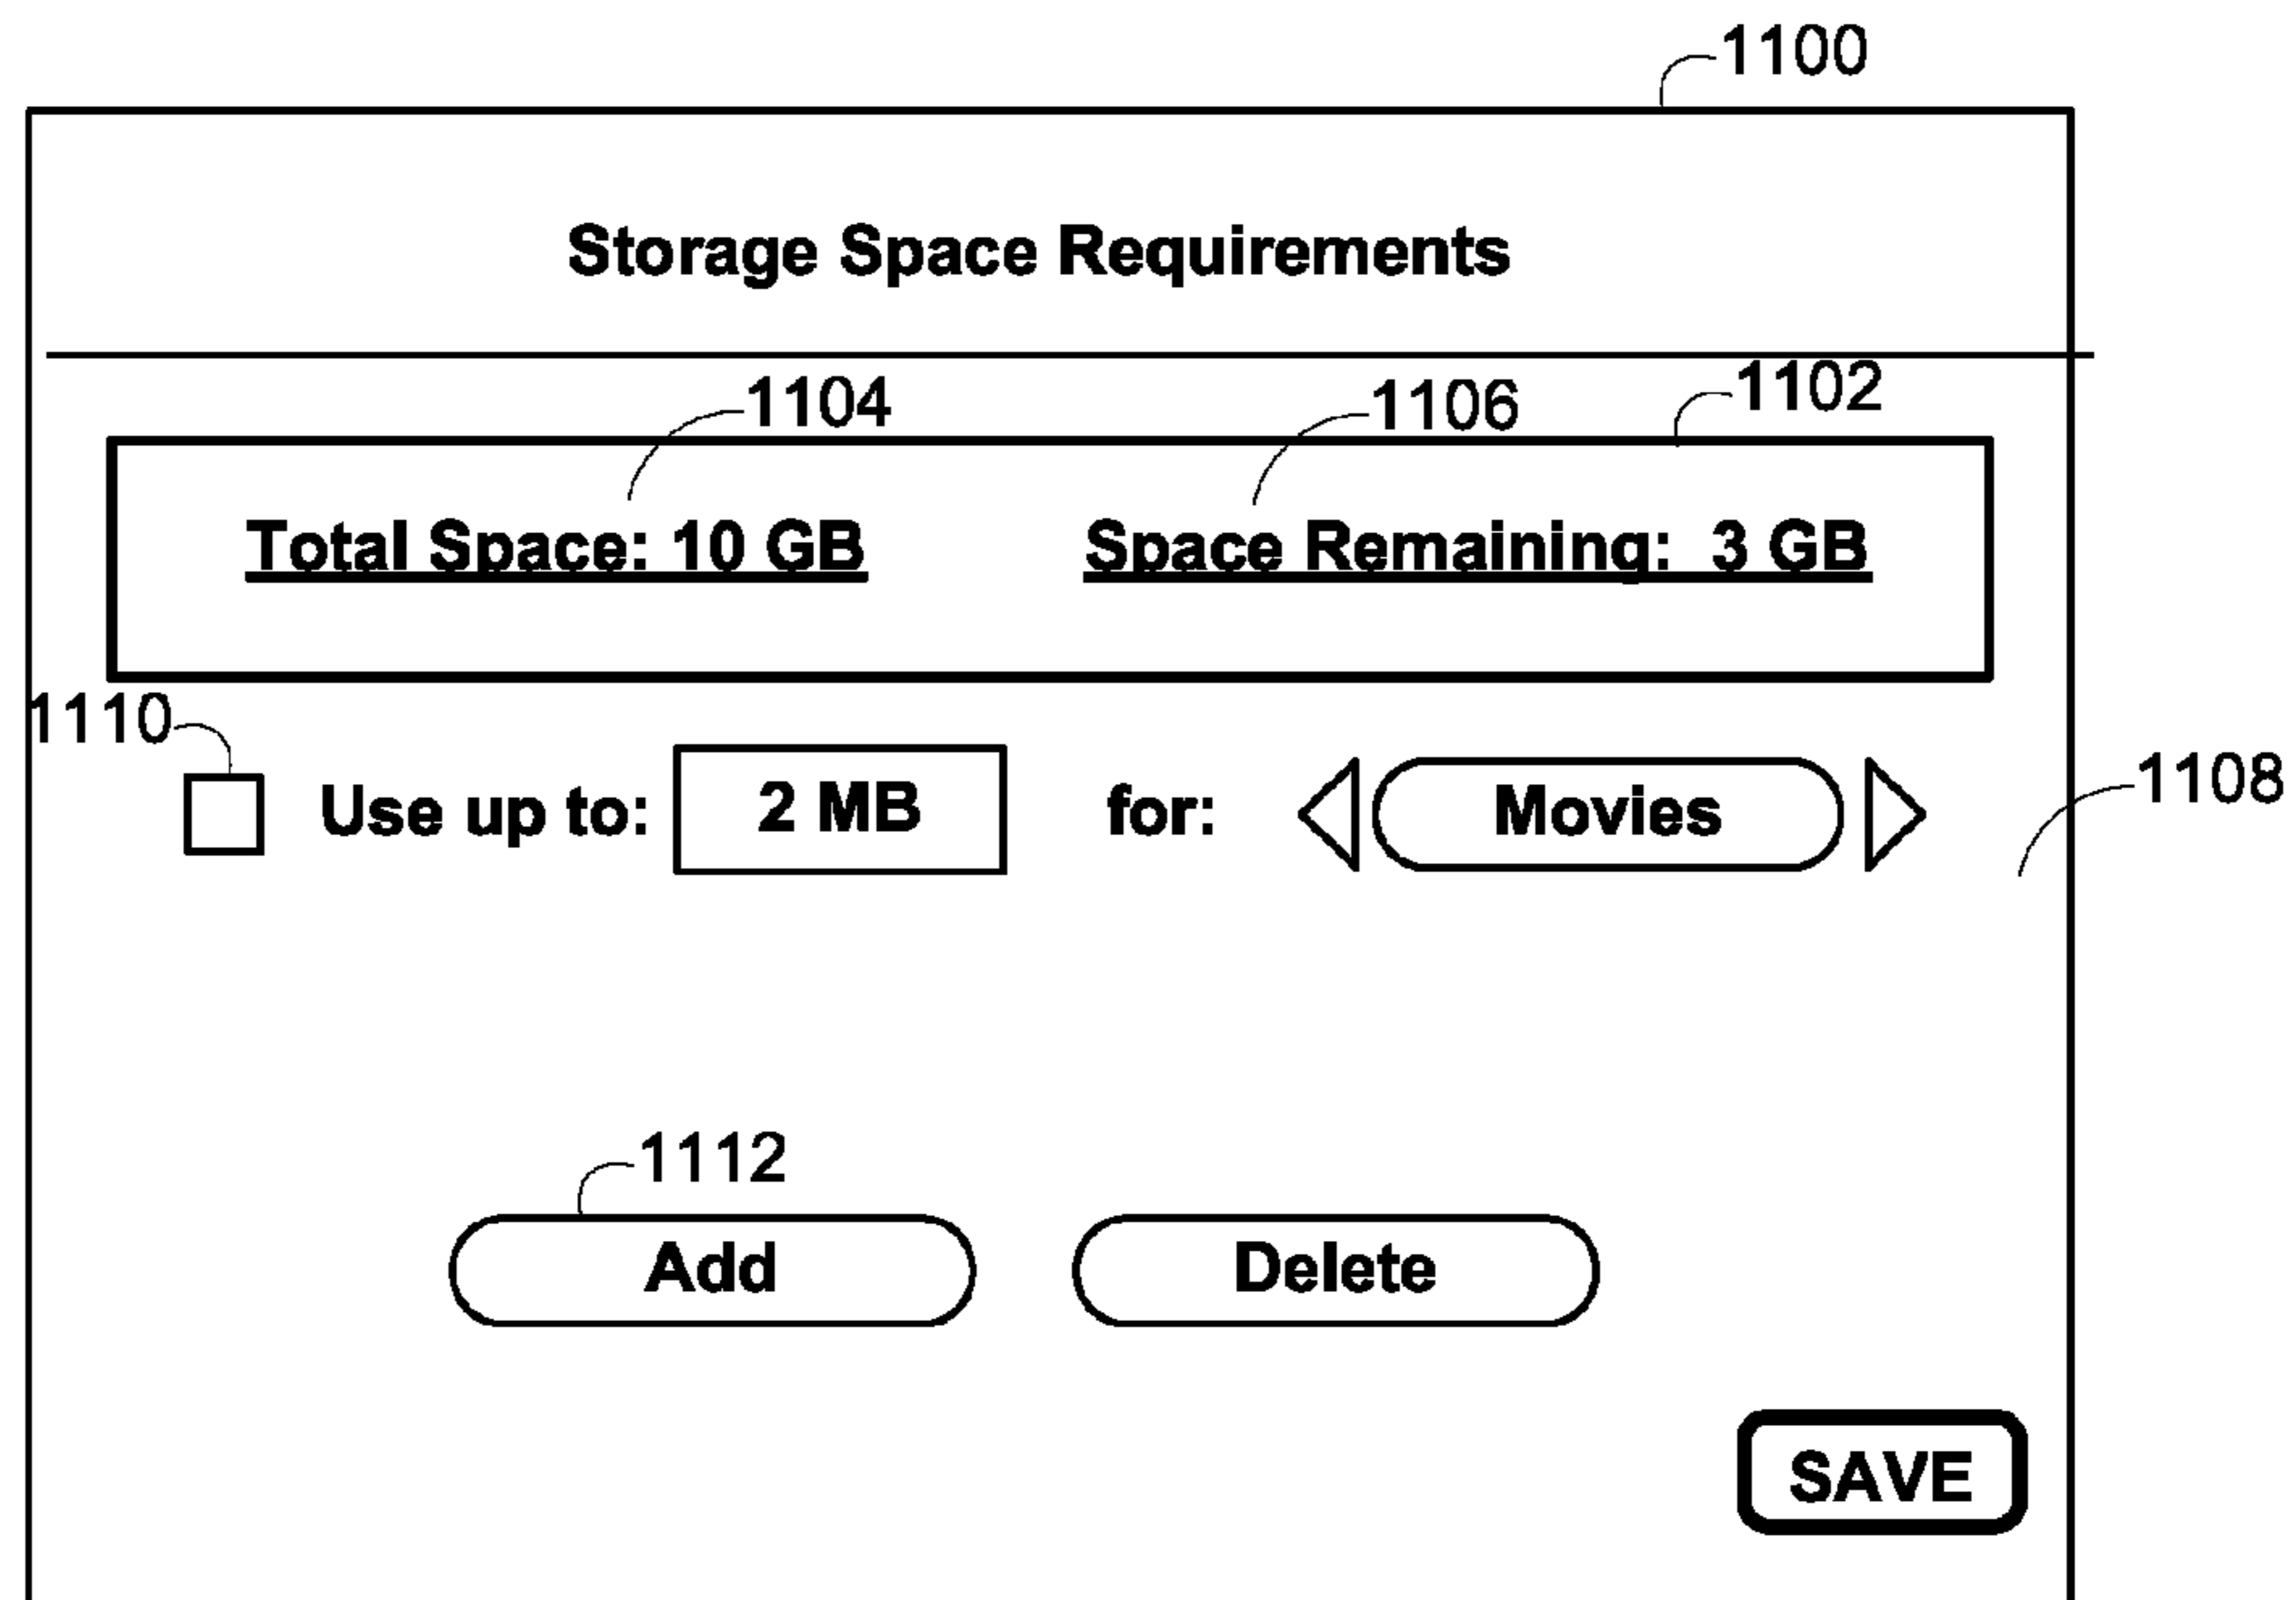 1100
Storage Space Requirements
1104 1106 1102
Total Space: 10 GB Space Remaining: 3 GB
1110
Use up to: 2 MB for: Movies
1108
1112
Add Delete
SAVE